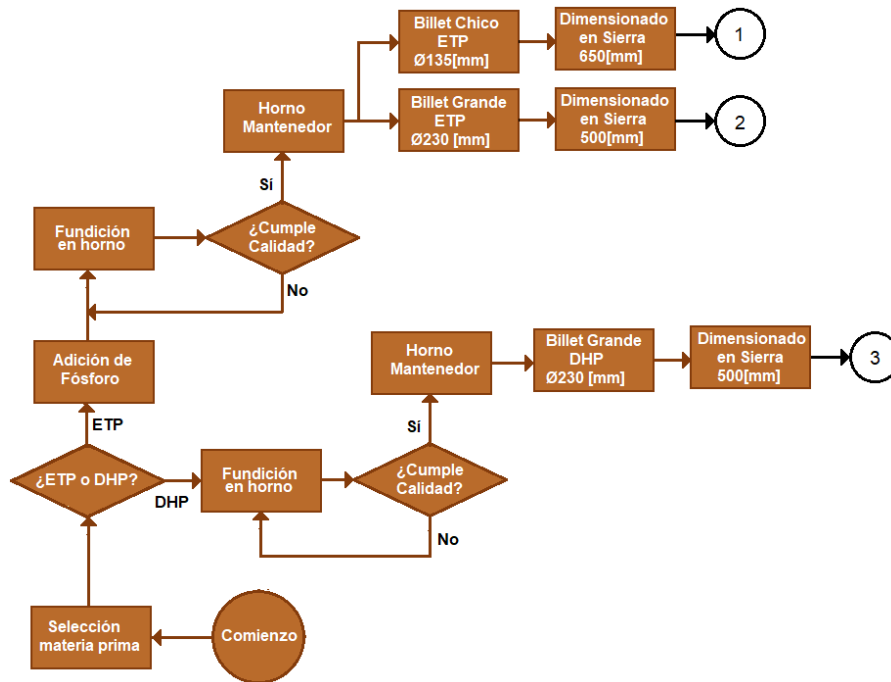 Billet Chico
ETP
Ø135[mm]
Dimensionado
en Sierra
650[mm]
1
Horno
Mantenedor
Billet Grande
ETP
Ø230 [mm]
Dimensionado
en Sierra
500[mm]
2
Sí
Fundición
en horno
¿Cumple
Calidad?
No
Adición de
Fósforo
Horno
Mantenedor
Billet Grande
DHP
Ø230 [mm]
Dimensionado
en Sierra
500[mm]
3
ETP
Sí
¿ETP o DHP?
DHP
Fundición
en horno
¿Cumple
Calidad?
No
Selección
materia prima
Comienzo